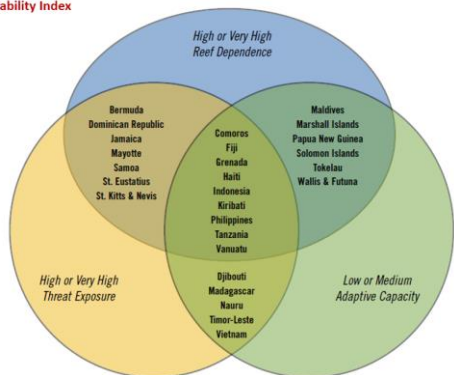 ability Index
High or Very High
Reef Dependence
Bermuda
Dominican Republic
Jamaica
Mayotte
Samoa
St. Eustatius
St. Kitts & Nevis
Comoros
Fiji
Grenada
Haiti
Indonesia
Kiribati
Philippines
Tanzania
Vanuatu
Maldives
Marshall Islands
Papua New Guinea
Solomon Islands
Tokelau
Wallis & Futuna
High or Very High
Threat Exposure
Djibouti
Madagascar
Nauru
Timor-Leste
Vietnam
Low or Medium
Adaptive Capacity